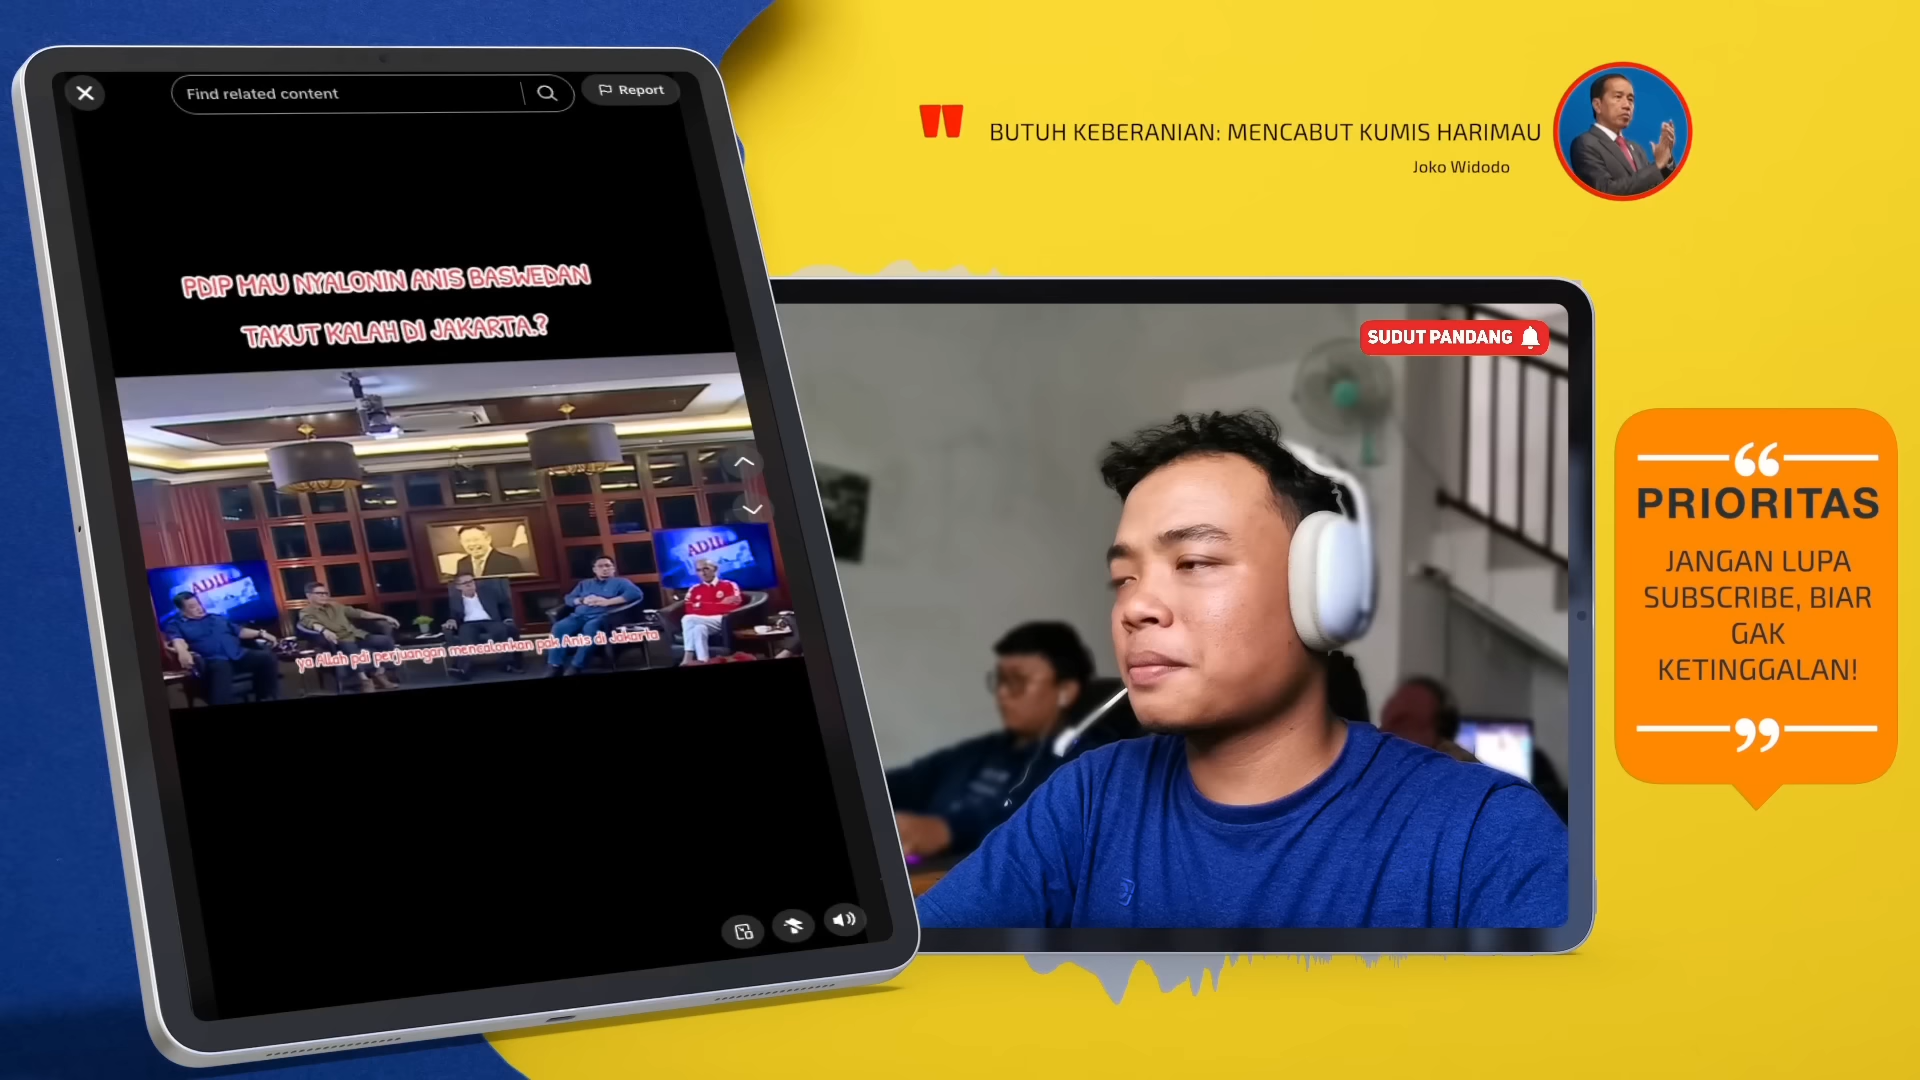 Find related content
Report
PDIP MAU NYALONIN ANIS BASWEDAN
TAKUT KALAH DI JAKARTA.?
ADIL
ADIL
ya Allah pdi perjuangan mencalonkan pak Anis di Jakarta
" BUTUH KEBERANIAN: MENCABUT KUMIS HARIMAU
Joko Widodo
SUDUT PANDANG
“
PRIORITAS
JANGAN LUPA
SUBSCRIBE, BIAR
GAK
KETINGGALAN!
”